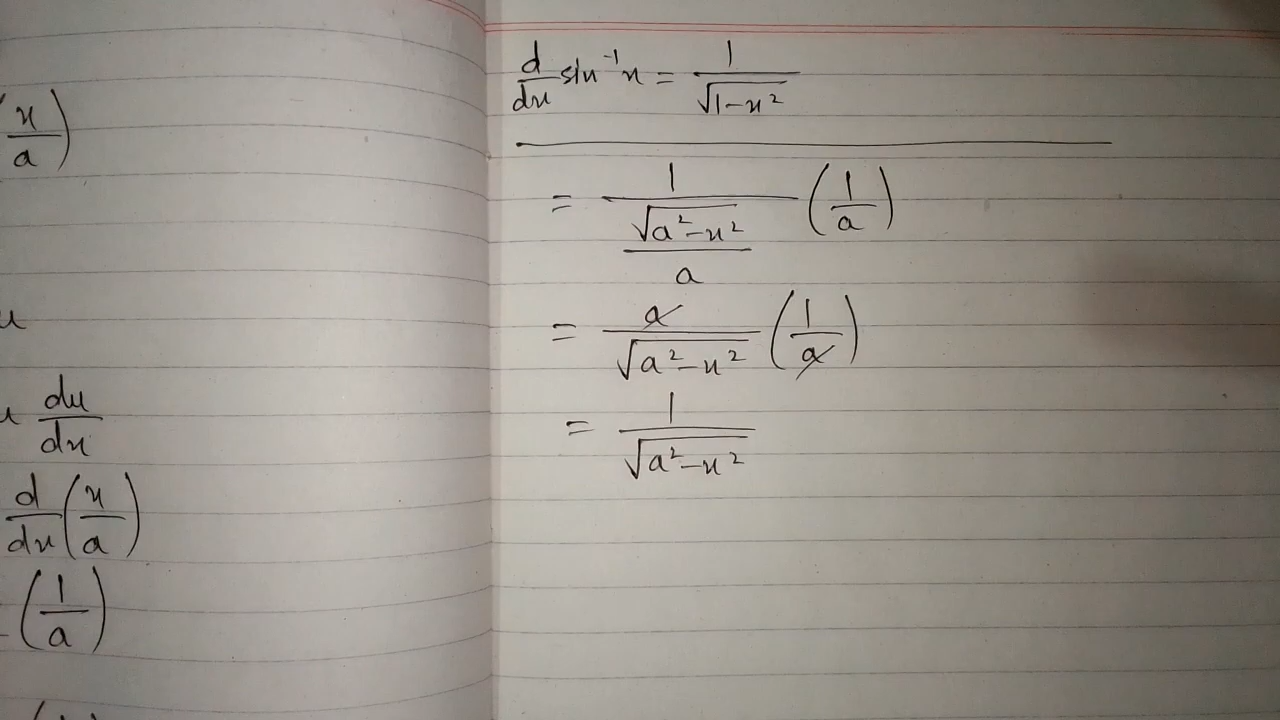 (x/a)
u
u du/dx
d/dx (x/a)
- (1/a)
d/dx sin⁻¹x = 1/√(1-x²)
= 1/(√(a²-x²)/a) (1/a)
= a/√(a²-x²) (1/a)
= 1/√(a²-x²)